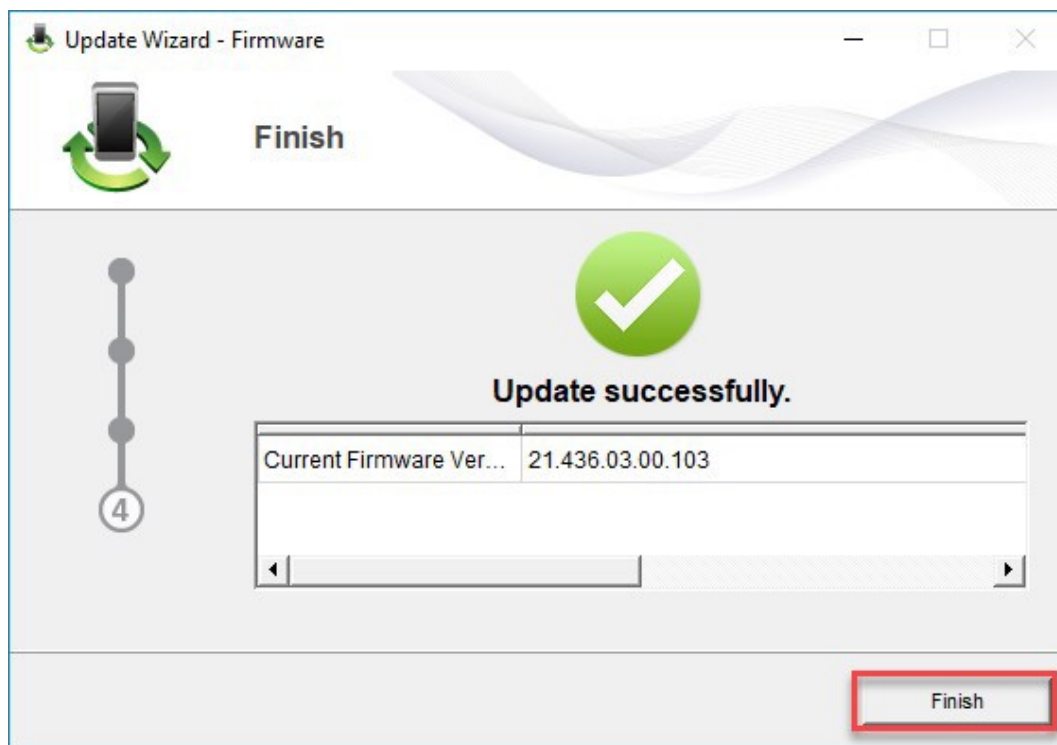 Update Wizard - Firmware
Finish
4
Update successfully.
Current Firmware Ver... 21.436.03.00.103
Finish